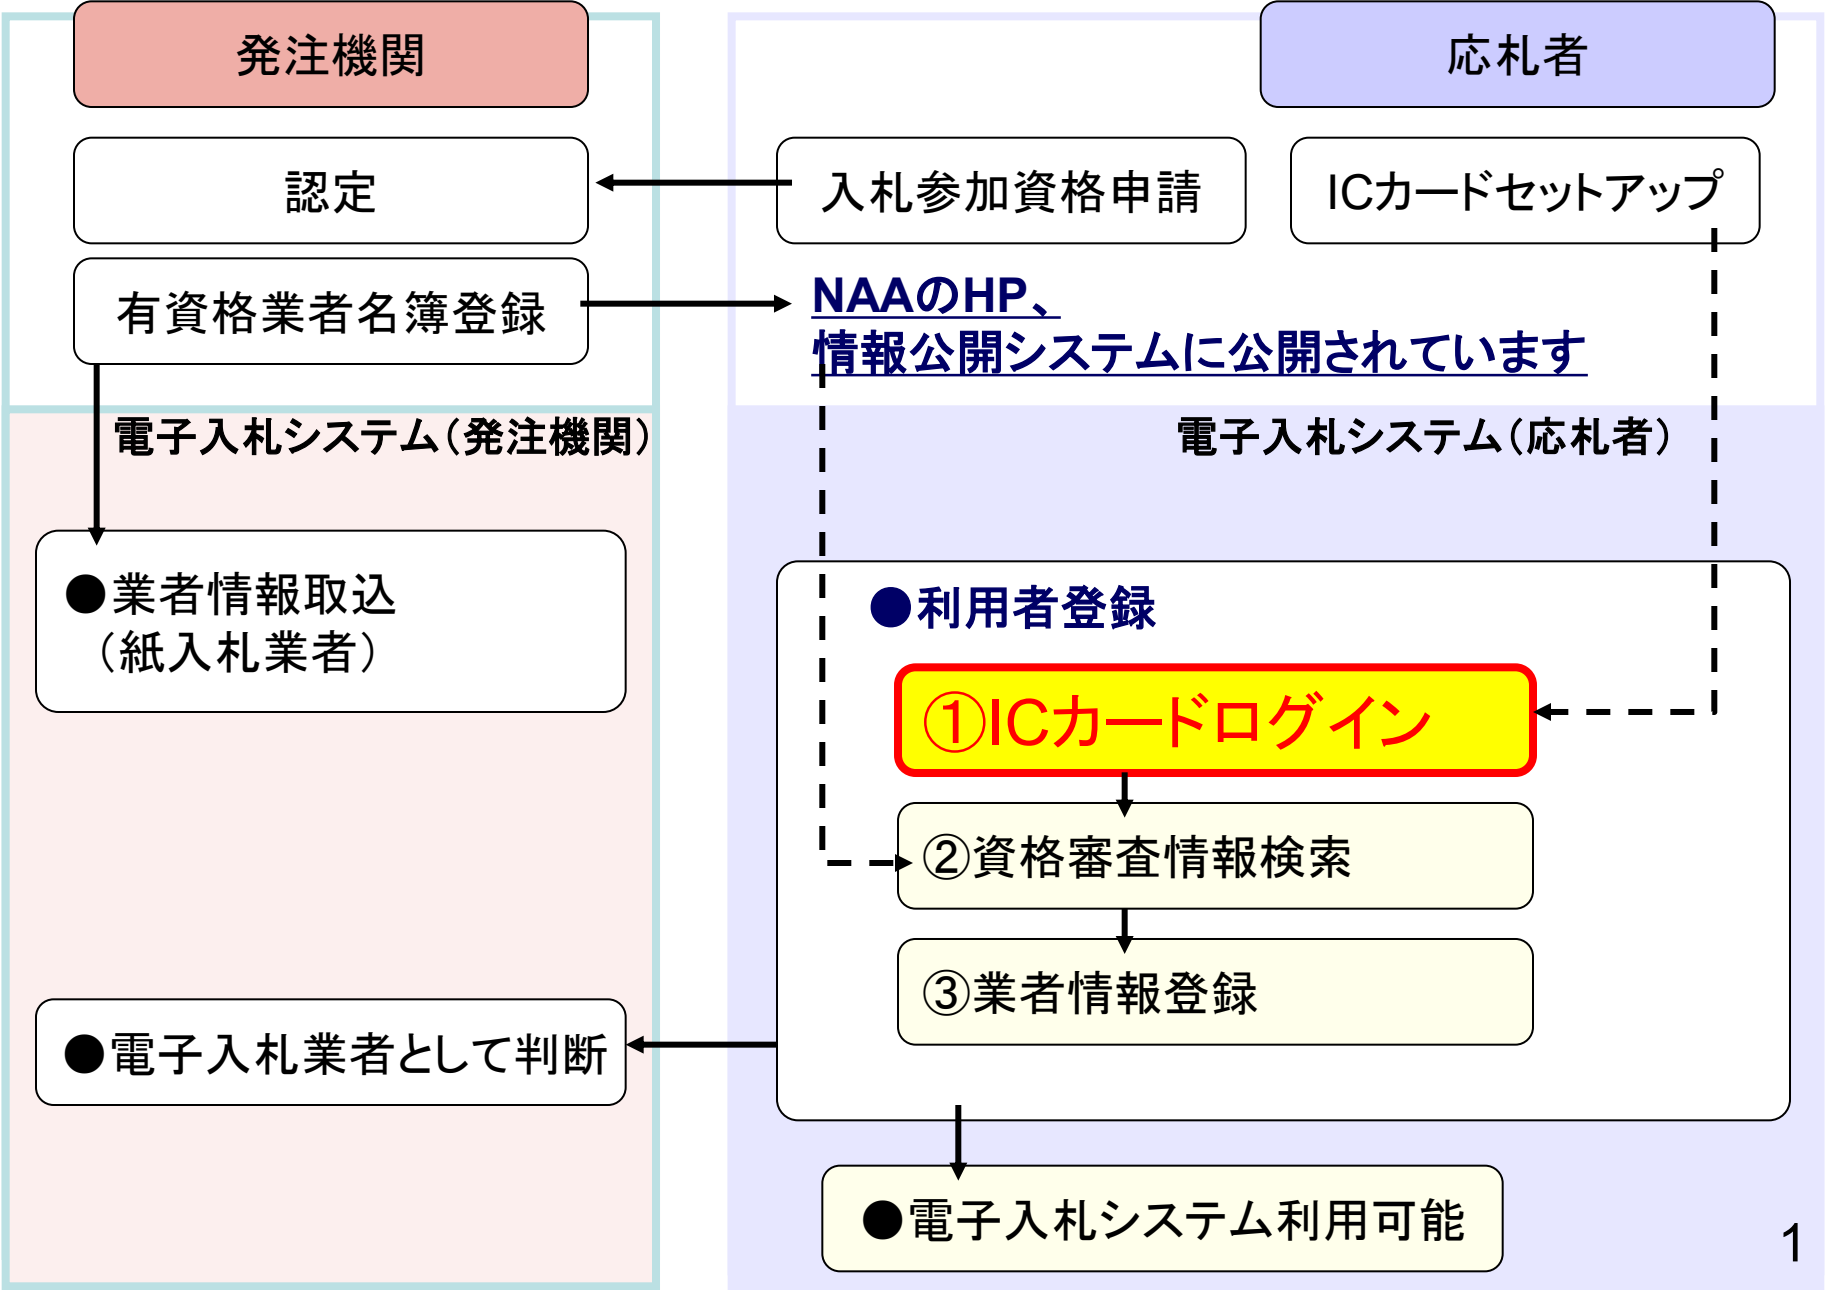 発注機関
応札者
認定
入札参加資格申請
ICカードセットアップ
有資格業者名簿登録
NAAのHP、
情報公開システムに公開されています
電子入札システム（発注機関）
電子入札システム（応札者）
●業者情報取込
（紙入札業者）
●利用者登録
①ICカードログイン
②資格審査情報検索
③業者情報登録
●電子入札業者として判断
●電子入札システム利用可能
1